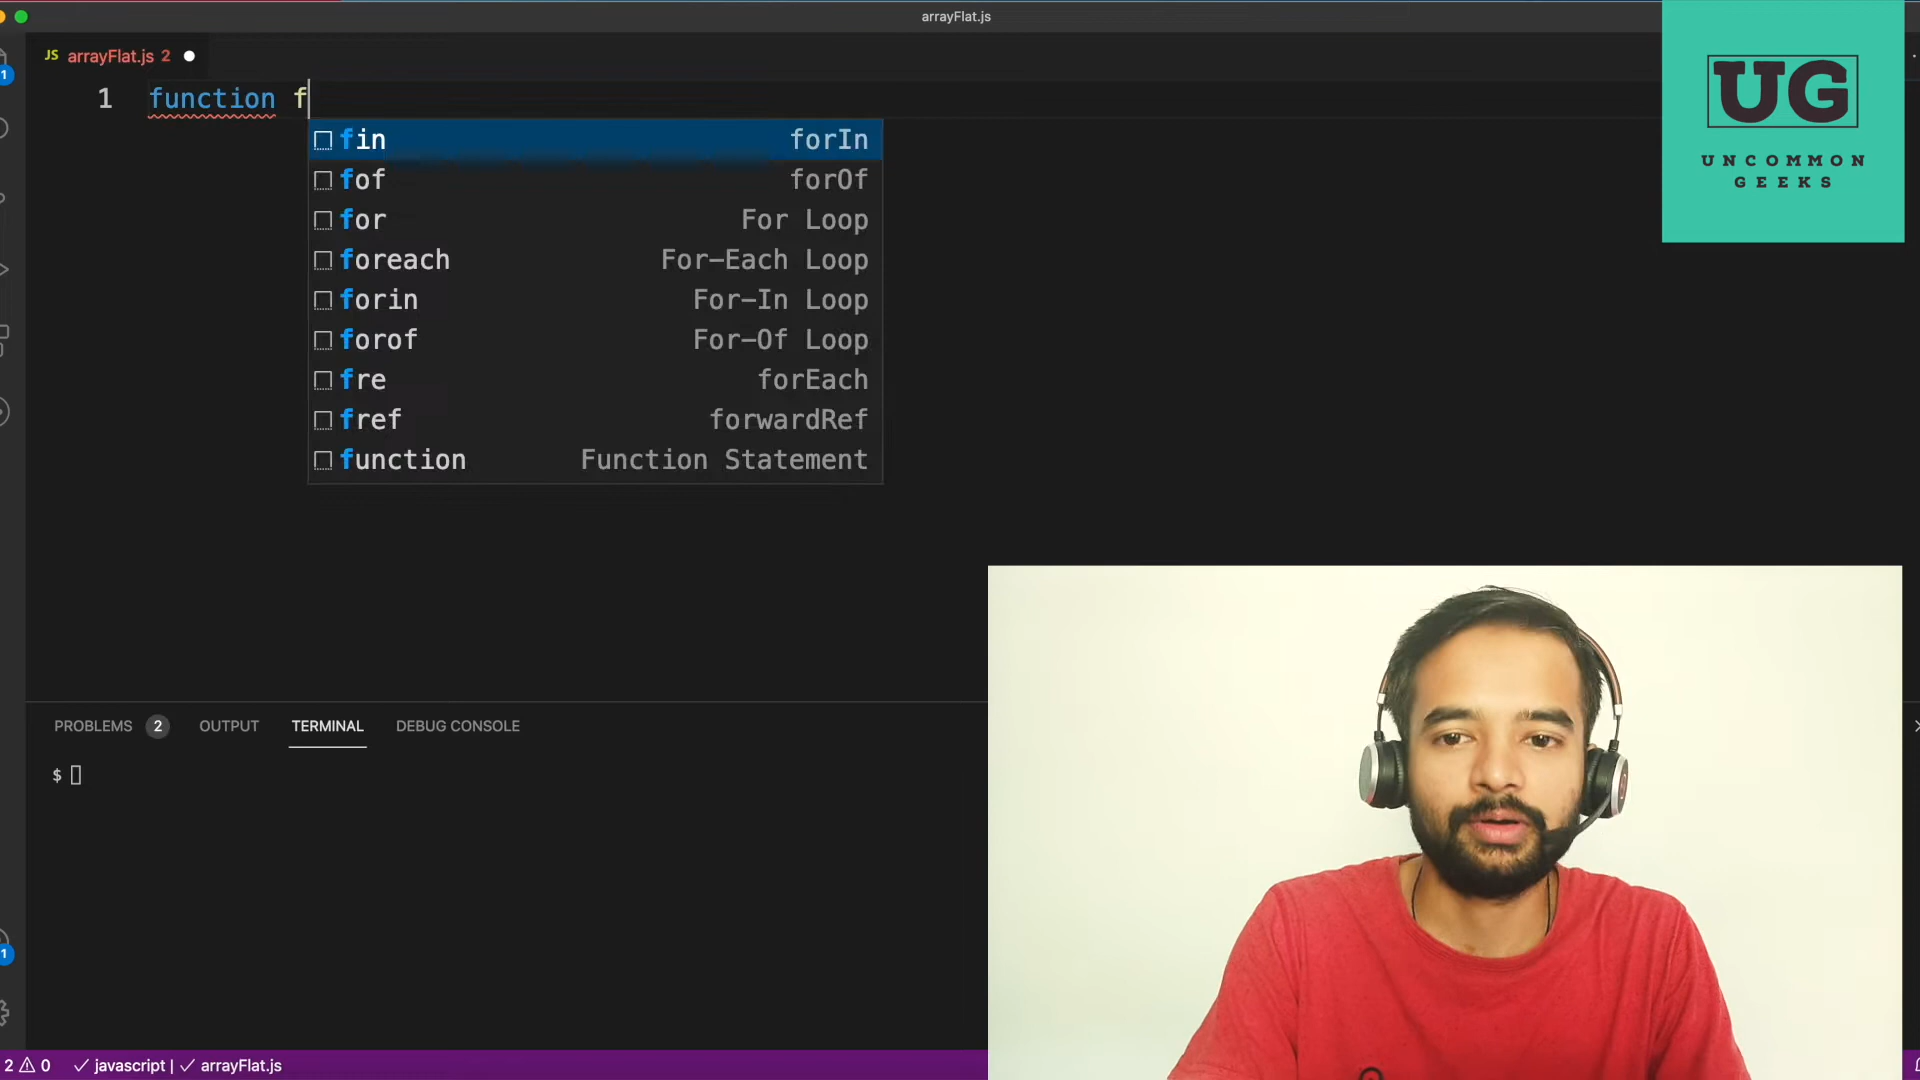 arrayFlat.js
JS arrayFlat.js 2
1 function f
fin forIn
fof forOf
for For Loop
foreach For-Each Loop
forin For-In Loop
forof For-Of Loop
fre forEach
fref forwardRef
function Function Statement
UG
UNCOMMON
GEEKS
1
PROBLEMS 2 OUTPUT TERMINAL DEBUG CONSOLE
$
1
2 0 javascript | arrayFlat.js